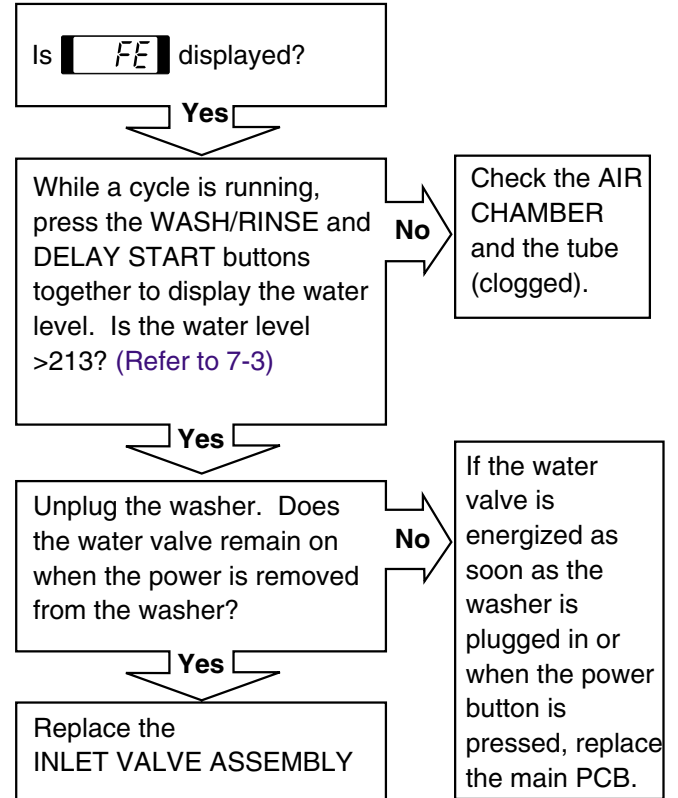 Is FE displayed?
Yes
While a cycle is running,
press the WASH/RINSE and
DELAY START buttons
together to display the water
level. Is the water level
>213? (Refer to 7-3)
No
Check the AIR
CHAMBER
and the tube
(clogged).
Yes
Unplug the washer. Does
the water valve remain on
when the power is removed
from the washer?
No
If the water
valve is
energized as
soon as the
washer is
plugged in or
when the power
button is
pressed, replace
the main PCB.
Yes
Replace the
INLET VALVE ASSEMBLY